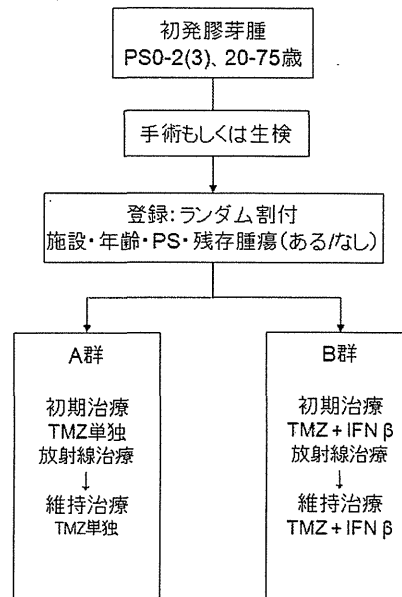 初発膠芽腫
PS0-2(3)、20-75歳
手術もしくは生検
登録:ランダム割付
施設・年齢・PS・残存腫瘍(ある/なし)
A群
初期治療
TMZ単独
放射線治療
↓
維持治療
TMZ単独
B群
初期治療
TMZ + IFN β
放射線治療
↓
維持治療
TMZ + IFN β